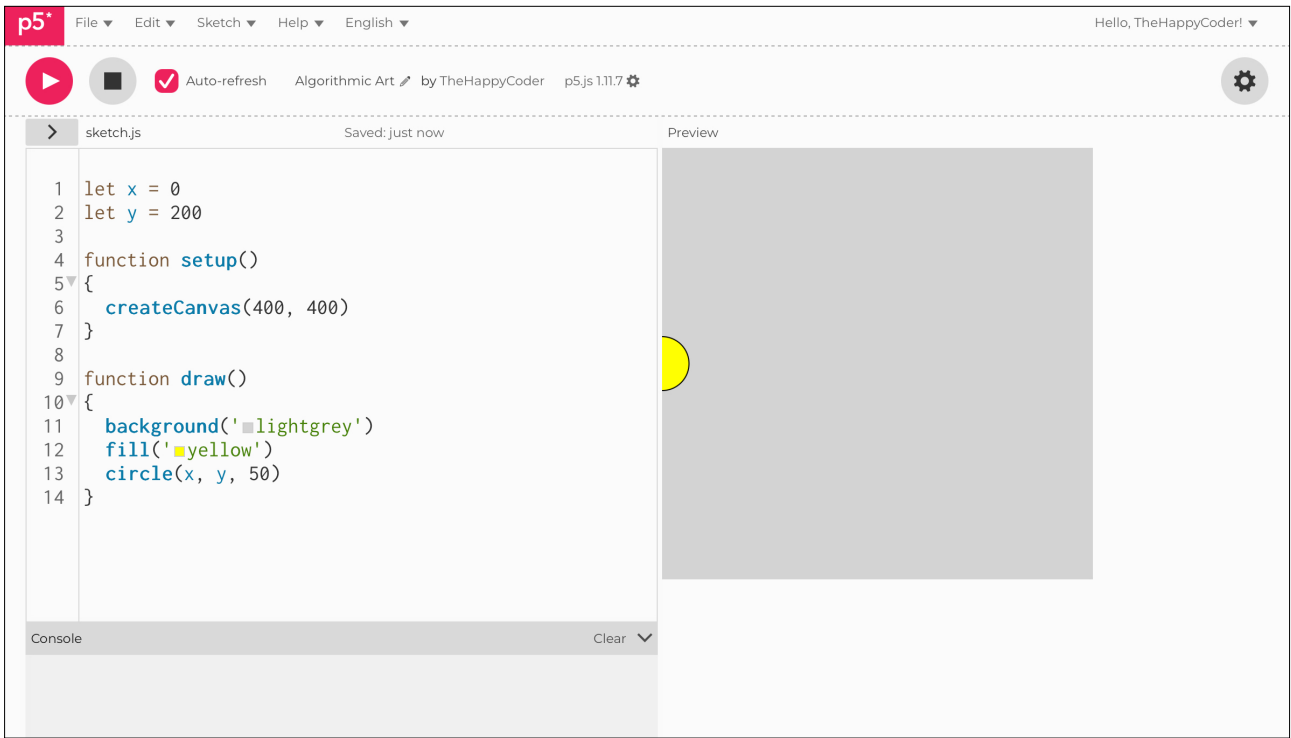 p5* File Edit Sketch Help English Hello, TheHappyCoder!
Auto-refresh Algorithmic Art by TheHappyCoder p5.js 1.11.7
sketch.js Saved: just now Preview
1 let x = 0
2 let y = 200
3
4 function setup()
5 {
6 createCanvas(400, 400)
7 }
8
9 function draw()
10 {
11 background('lightgrey')
12 fill('yellow')
13 circle(x, y, 50)
14 }
Console Clear